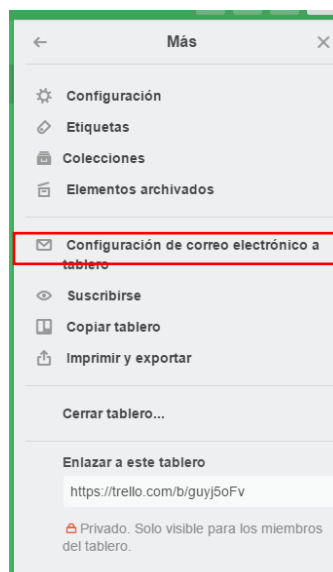 Más
Configuración
Etiquetas
Colecciones
Elementos archivados
Configuración de correo electrónico a
tablero
Suscribirse
Copiar tablero
Imprimir y exportar
Cerrar tablero...
Enlazar a este tablero
https://trello.com/b/guyj5oFv
Privado. Solo visible para los miembros
del tablero.